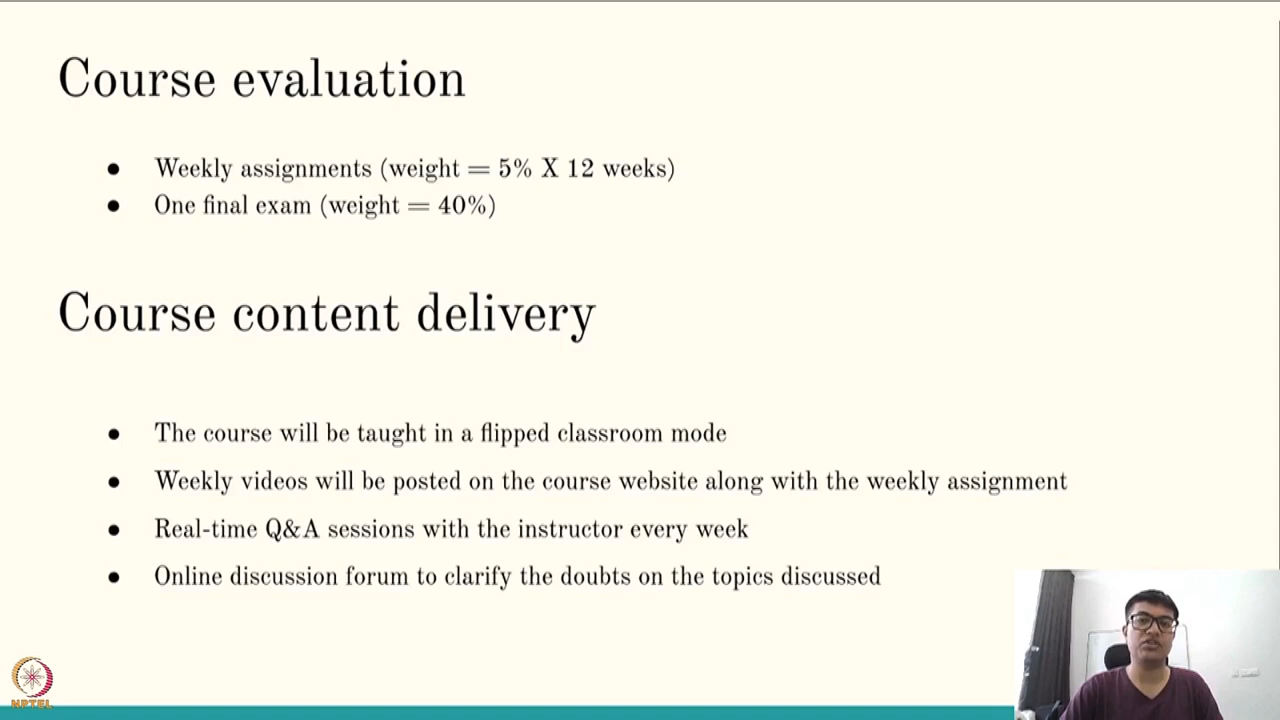 Course evaluation
● Weekly assignments (weight = 5% X 12 weeks)
● One final exam (weight = 40%)
Course content delivery
● The course will be taught in a flipped classroom mode
● Weekly videos will be posted on the course website along with the weekly assignment
● Real-time Q&A sessions with the instructor every week
● Online discussion forum to clarify the doubts on the topics discussed
NPTEL